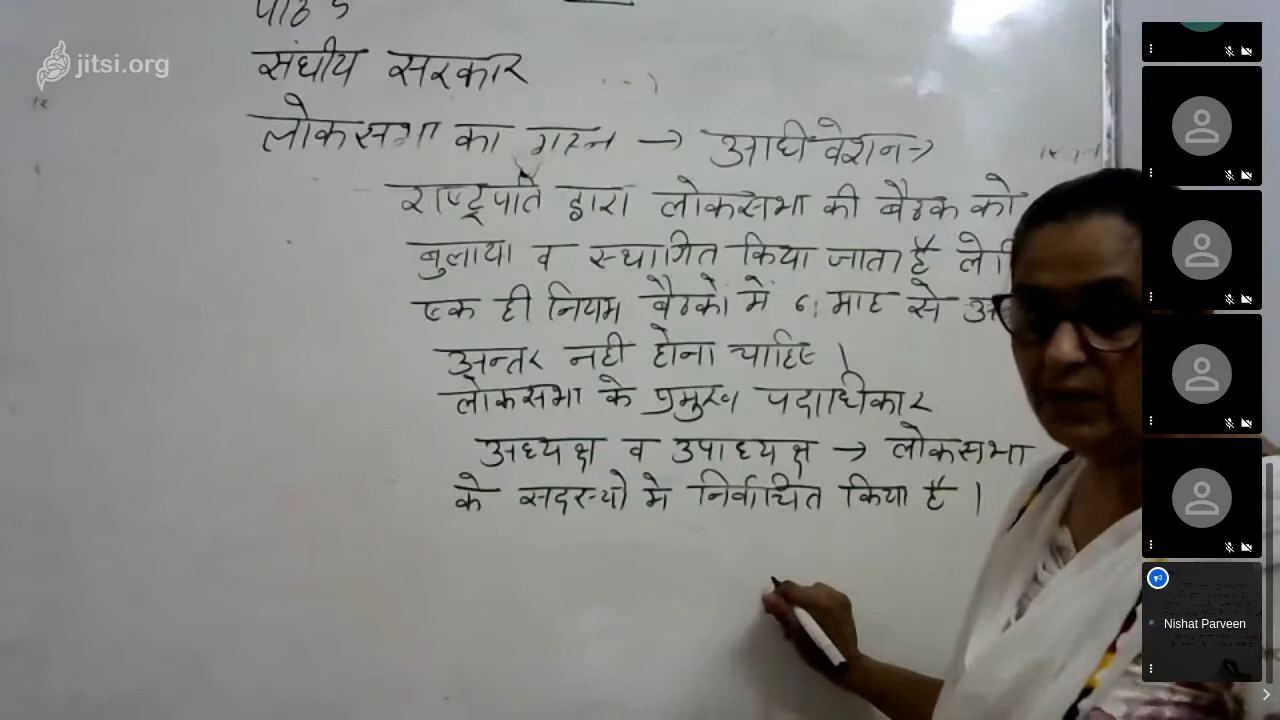 पाठ 5
jitsi.org
संघीय सरकार
लोकसभा का गठन → अधिवेशन→
राष्ट्रपति द्वारा लोकसभा की बैठक को
बुलाया व स्थागित किया जाता है
एक ही नियम बैठकों में 6 माह से
अन्तर नही होना चाहिए ।
लोकसभा के प्रमुख पदाधिकार
अध्यक्ष व उपाध्यक्ष → लोकसभा
के सदस्यो मे निर्वाचित किया है ।
Nishat Parveen